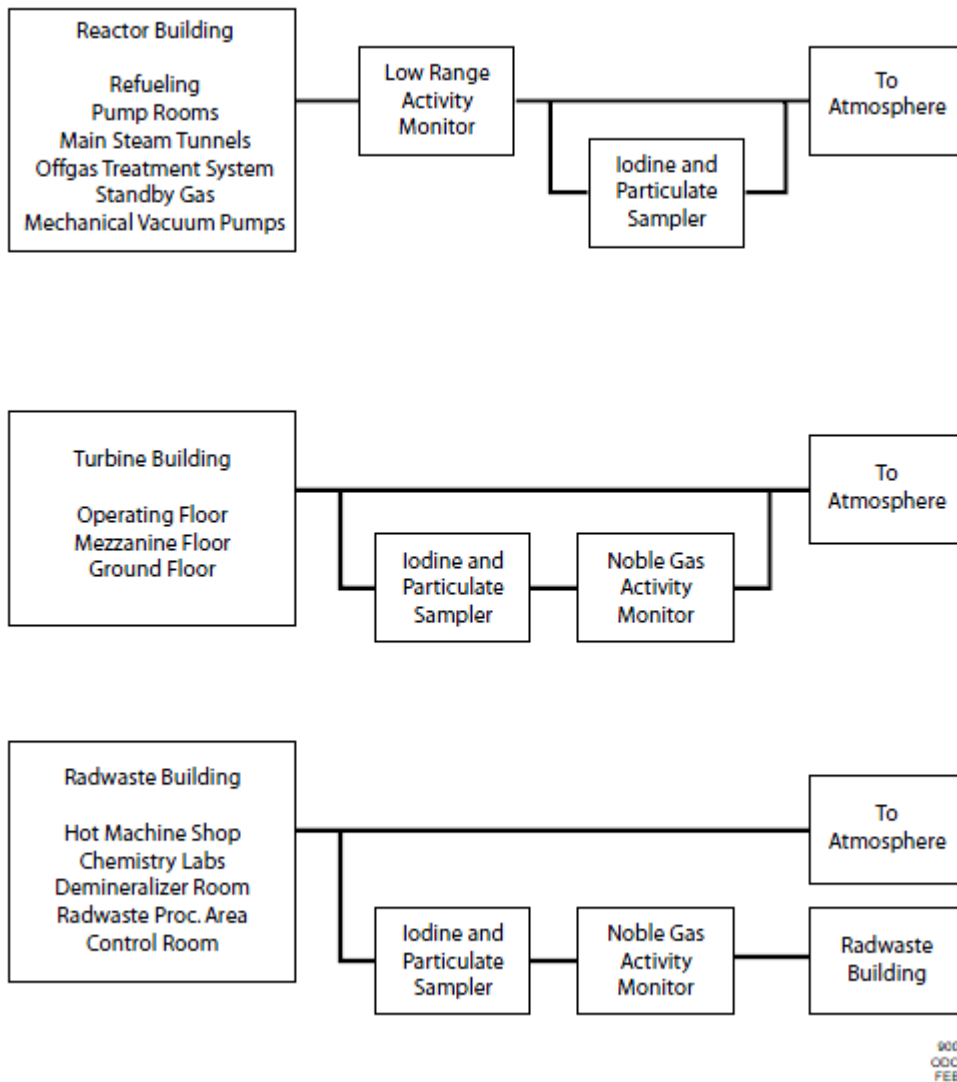 Reactor Building
Refueling
Pump Rooms
Main Steam Tunnels
Offgas Treatment System
Standby Gas
Mechanical Vacuum Pumps
Low Range
Activity
Monitor
Iodine and
Particulate
Sampler
To
Atmosphere
Turbine Building
Operating Floor
Mezzanine Floor
Ground Floor
Iodine and
Particulate
Sampler
Noble Gas
Activity
Monitor
To
Atmosphere
Radwaste Building
Hot Machine Shop
Chemistry Labs
Demineralizer Room
Radwaste Proc. Area
Control Room
Iodine and
Particulate
Sampler
Noble Gas
Activity
Monitor
To
Atmosphere
Radwaste
Building
FEB